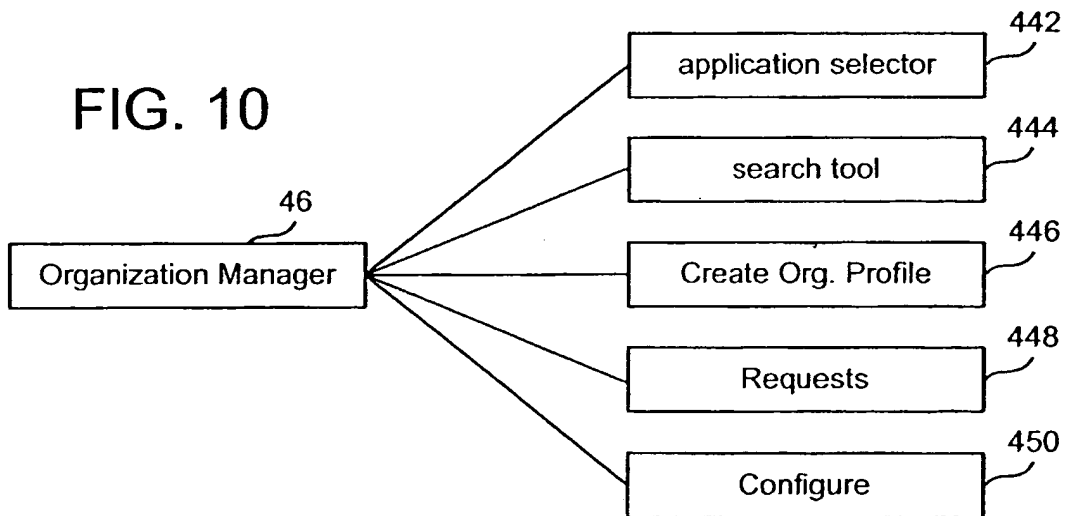 FIG. 10
46
Organization Manager
442
application selector
444
search tool
446
Create Org. Profile
448
Requests
450
Configure